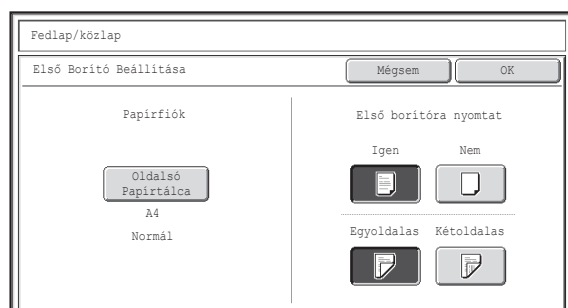 Fedlap/közlap
Első Borító Beállítása
Mégsem
OK
Papírfiók
Oldalsó
Papírtálca
A4
Normál
Első borítóra nyomtat
Igen
Nem
Egyoldalas
Kétoldalas